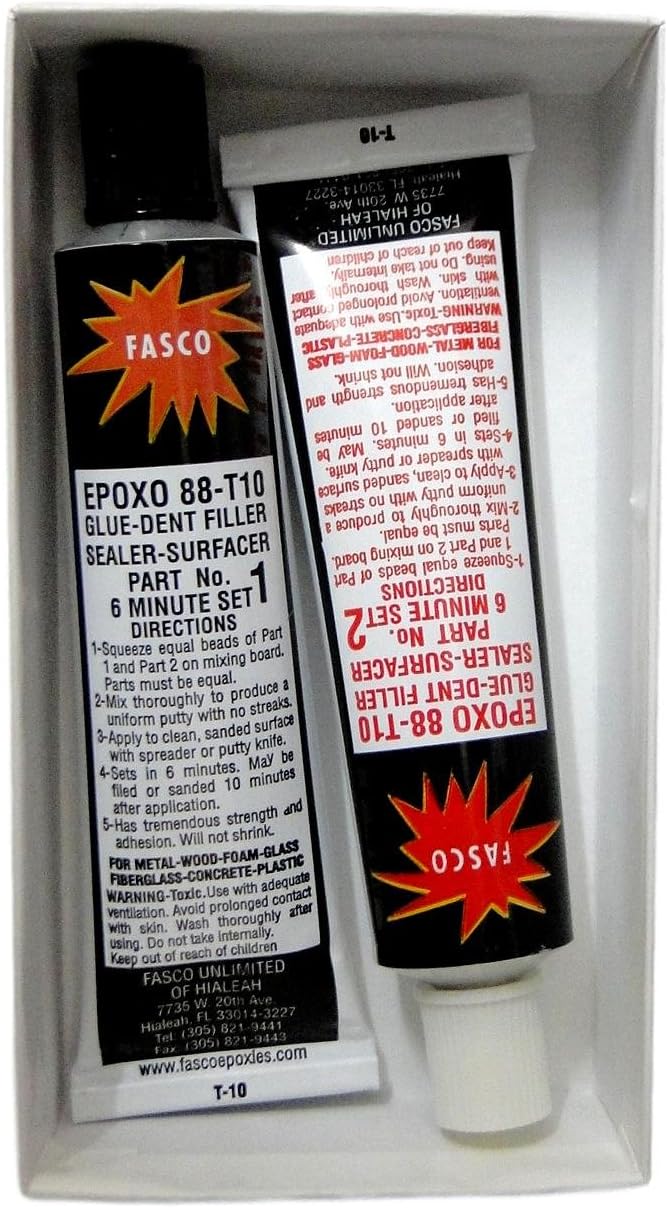 FASCO
EPOXO 88-T10
GLUE-DENT FILLER
SEALER-SURFACER
PART No. 1
6 MINUTE SET
DIRECTIONS
1-Squeeze equal beads of Part
1 and Part 2 on mixing board.
Parts must be equal.
2-Mix thoroughly to produce a
uniform putty with no streaks.
3-Apply to clean, sanded surface
with spreader or putty knife.
4-Sets in 6 minutes. May be
filed or sanded 10 minutes
after application.
5-Has tremendous strength and
adhesion. Will not shrink.
FOR METAL-WOOD-FOAM-GLASS
FIBERGLASS-CONCRETE-PLASTIC
WARNING-Toxic.Use with adequate
ventilation. Avoid prolonged contact
with skin. Wash thoroughly after
using. Do not take internally.
Keep out of reach of children
FASCO UNLIMITED
OF HIALEAH
7735 W. 20th Ave.
Hialeah, FL 33014-3227
Tel. (305) 821-9441
Fax (305) 821-9443
www.fascoepoxies.com
T-10
FASCO
EPOXO 88-T10
GLUE-DENT FILLER
SEALER-SURFACER
PART No. 2
6 MINUTE SET
DIRECTIONS
1-Squeeze equal beads of Part
1 and Part 2 on mixing board.
Parts must be equal.
2-Mix thoroughly to produce a
uniform putty with no streaks
3-Apply to clean, sanded surface
with spreader or putty knife.
4-Sets in 6 minutes. May be
filed or sanded 10 minutes
after application.
5-Has tremendous strength and
adhesion. Will not shrink.
FOR METAL-WOOD-FOAM-GLASS
FIBERGLASS-CONCRETE-PLASTIC
WARNING-Toxic-Use with adequate
ventilation. Avoid prolonged contact
with skin. Wash thoroughly after
using. Do not take internally.
Keep out of reach of children
FASCO UNLIMITED
OF HIALEAH
7735 W. 20th Ave.
Hialeah, FL 33014-3227
T-10